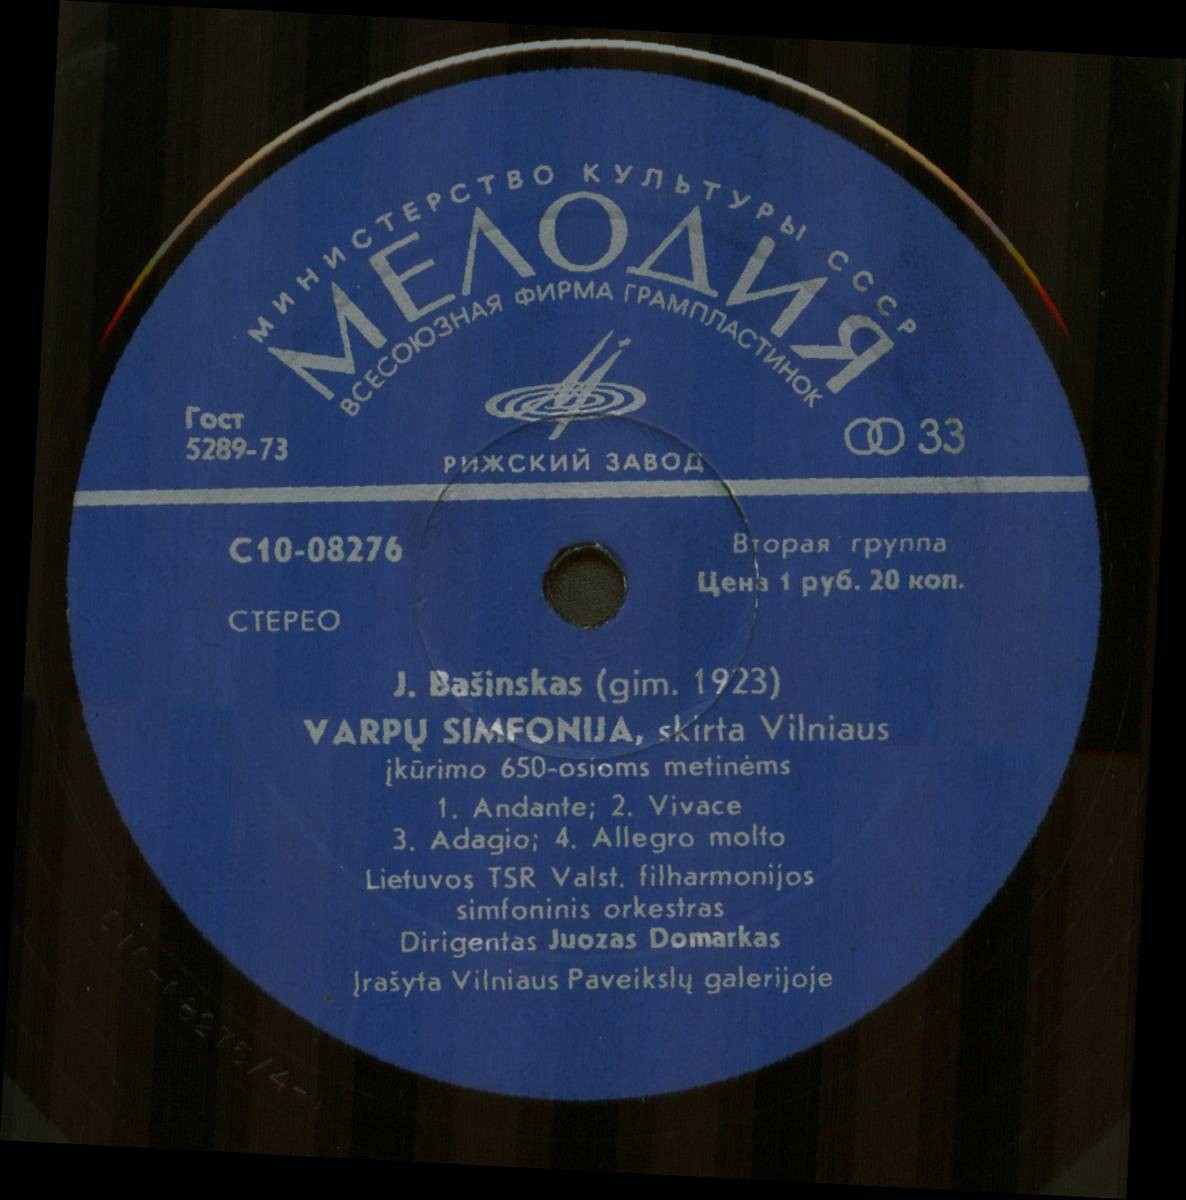 МИНИСТЕРСТВО КУЛЬТУРЫ СССР
МЕЛОДИЯ
ВСЕСОЮЗНАЯ ФИРМА ГРАМПЛАСТИНОК
Гост
5289-73
33
РИЖСКИЙ ЗАВОД
С10-08276
Вторая группа
Цена 1 руб. 20 коп.
СТЕРЕО
J. Bašinskas (gim. 1923)
VARPŲ SIMFONIJA, skirta Vilniaus
įkūrimo 650-osioms metinėms
1. Andante; 2. Vivace
3. Adagio; 4. Allegro molto
Lietuvos TSR Valst. filharmonijos
simfoninis orkestras
Dirigentas Juozas Domarkas
Įrašyta Vilniaus Paveikslų galerijoje